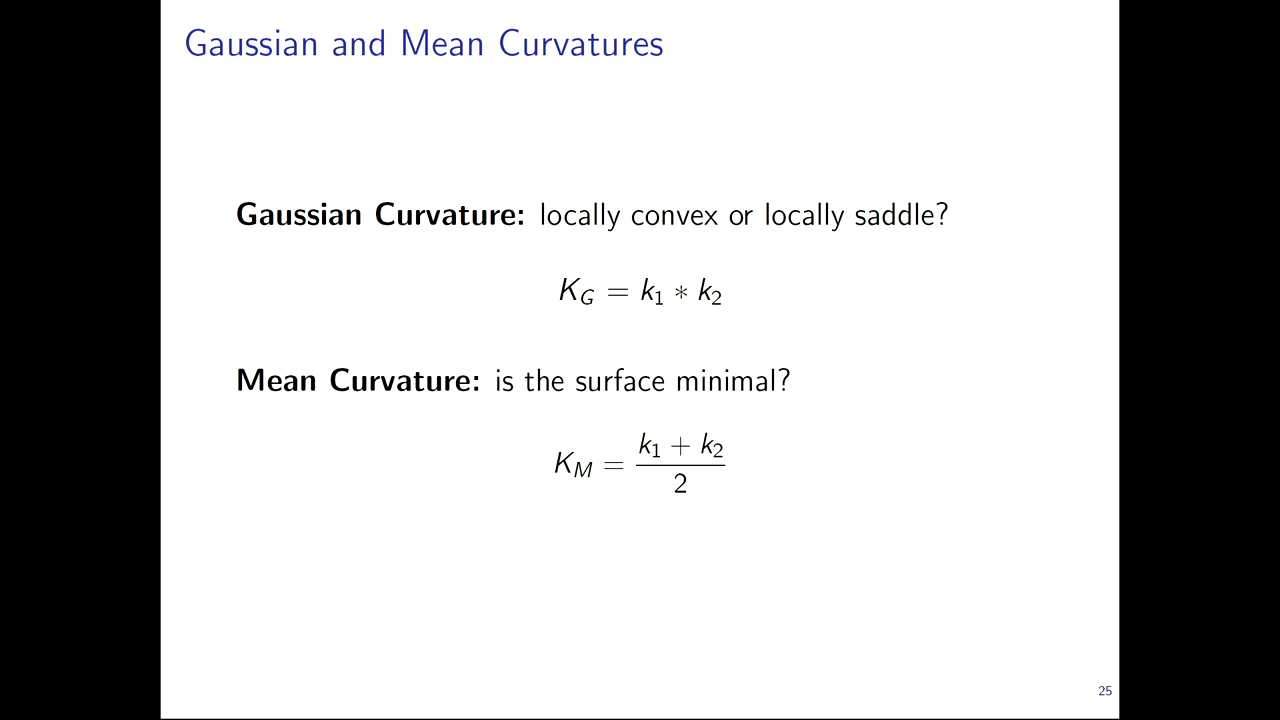 Gaussian and Mean Curvatures
Gaussian Curvature: locally convex or locally saddle?
K_G = k_1 * k_2
Mean Curvature: is the surface minimal?
K_M = \frac{k_1 + k_2}{2}
25